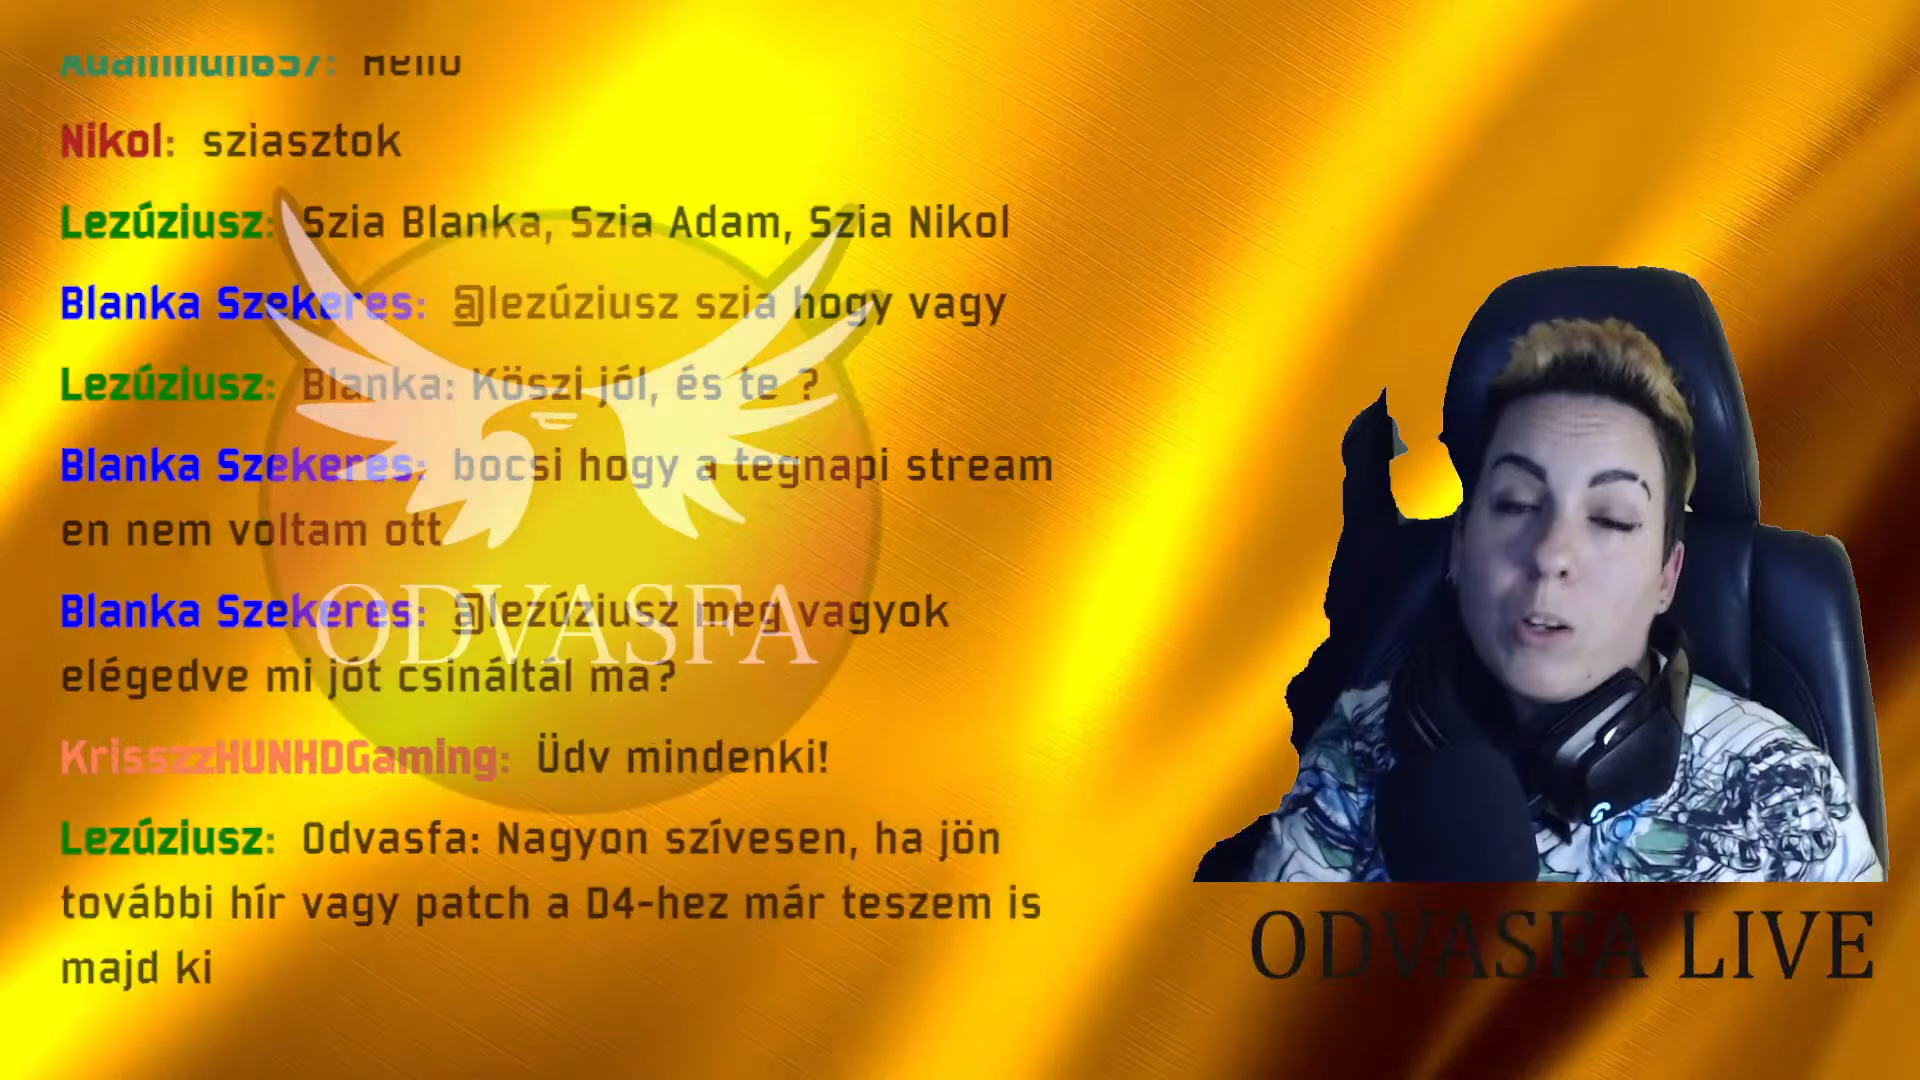 Hello
Nikol: sziasztok
Lezúziusz: Szia Blanka, Szia Adam, Szia Nikol
Blanka Szekeres: @lezúziusz szia hogy vagy
Lezúziusz: Blanka: Köszi jól, és te ?
Blanka Szekeres: bocsi hogy a tegnapi stream
en nem voltam ott
Blanka Szekeres: @lezúziusz meg vagyok
elégedve mi jót csináltál ma?
ODVASFA
KrisszzHUNHDGaming: Üdv mindenki!
Lezúziusz: Odvasfa: Nagyon szívesen, ha jön
további hír vagy patch a D4-hez már teszem is
majd ki
ODVASFA LIVE